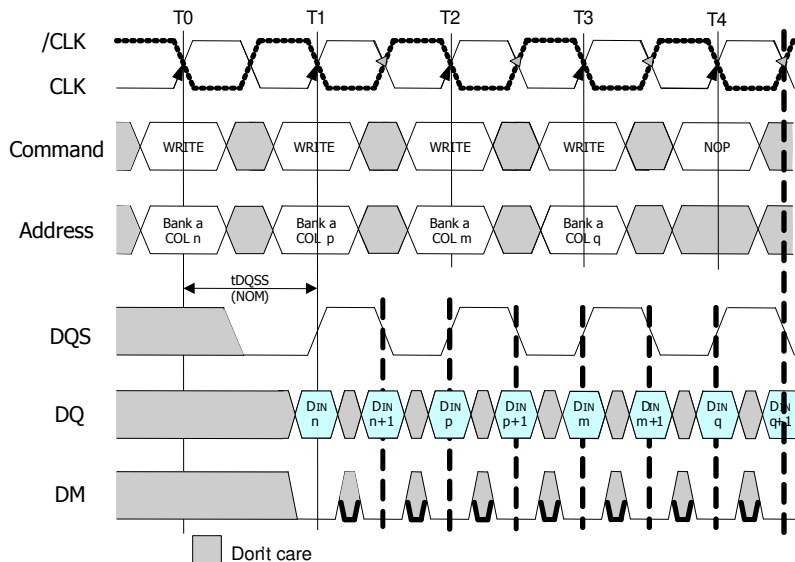 T0 T1 T2 T3 T4
/CLK
CLK
Command WRITE WRITE WRITE WRITE NOP
Address Bank a COL n Bank a COL p Bank a COL m Bank a COL q
tDQSS
(NOM)
DQS
DQ DIN n DIN n+1 DIN p DIN p+1 DIN m DIN m+1 DIN q DIN q+1
DM
Don't care